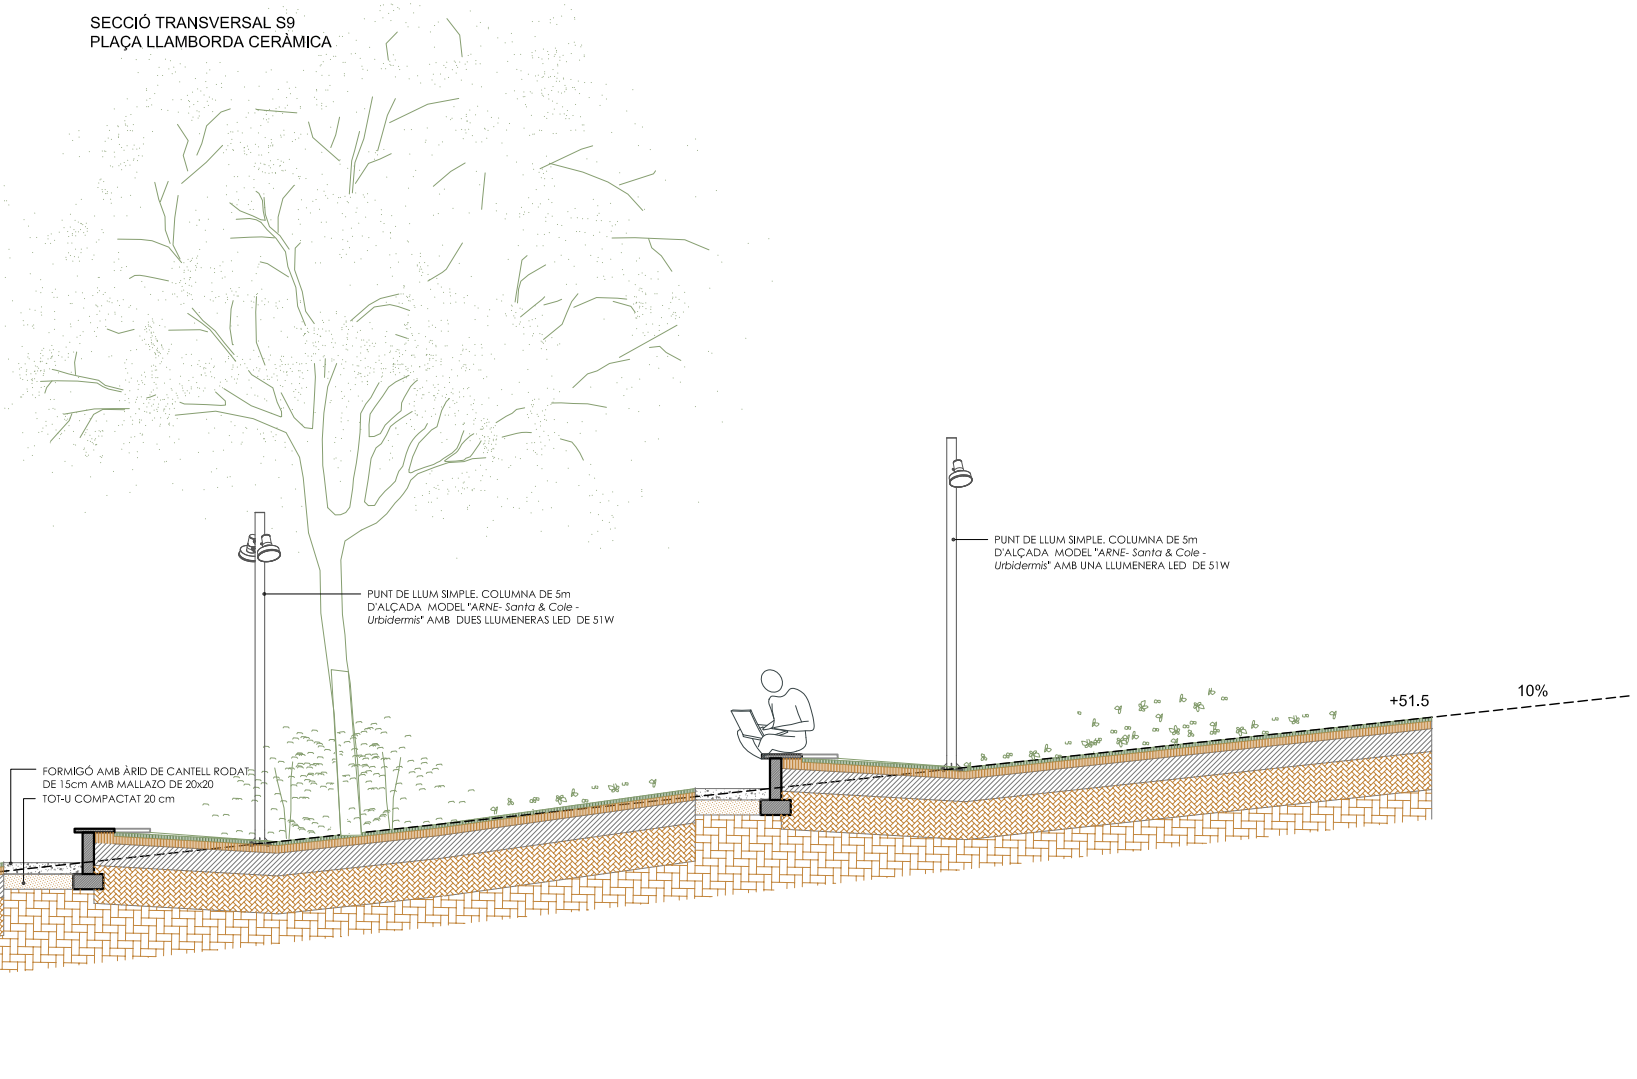 SECCIÓ TRANSVERSAL S9
PLAÇA LLAMBORDA CERÀMICA
PUNT DE LLUM SIMPLE. COLUMNA DE 5m
D'ALÇADA MODEL "ARNE- Santa & Cole -
Urbidermis" AMB UNA LLUMENERA LED DE 51W
PUNT DE LLUM SIMPLE. COLUMNA DE 5m
D'ALÇADA MODEL "ARNE- Santa & Cole -
Urbidermis" AMB DUES LLUMENERAS LED DE 51W
+51.5
10%
FORMIGÓ AMB ÀRID DE CANTELL RODAT
DE 15cm AMB MALLAZO DE 20x20
TOT-U COMPACTAT 20 cm